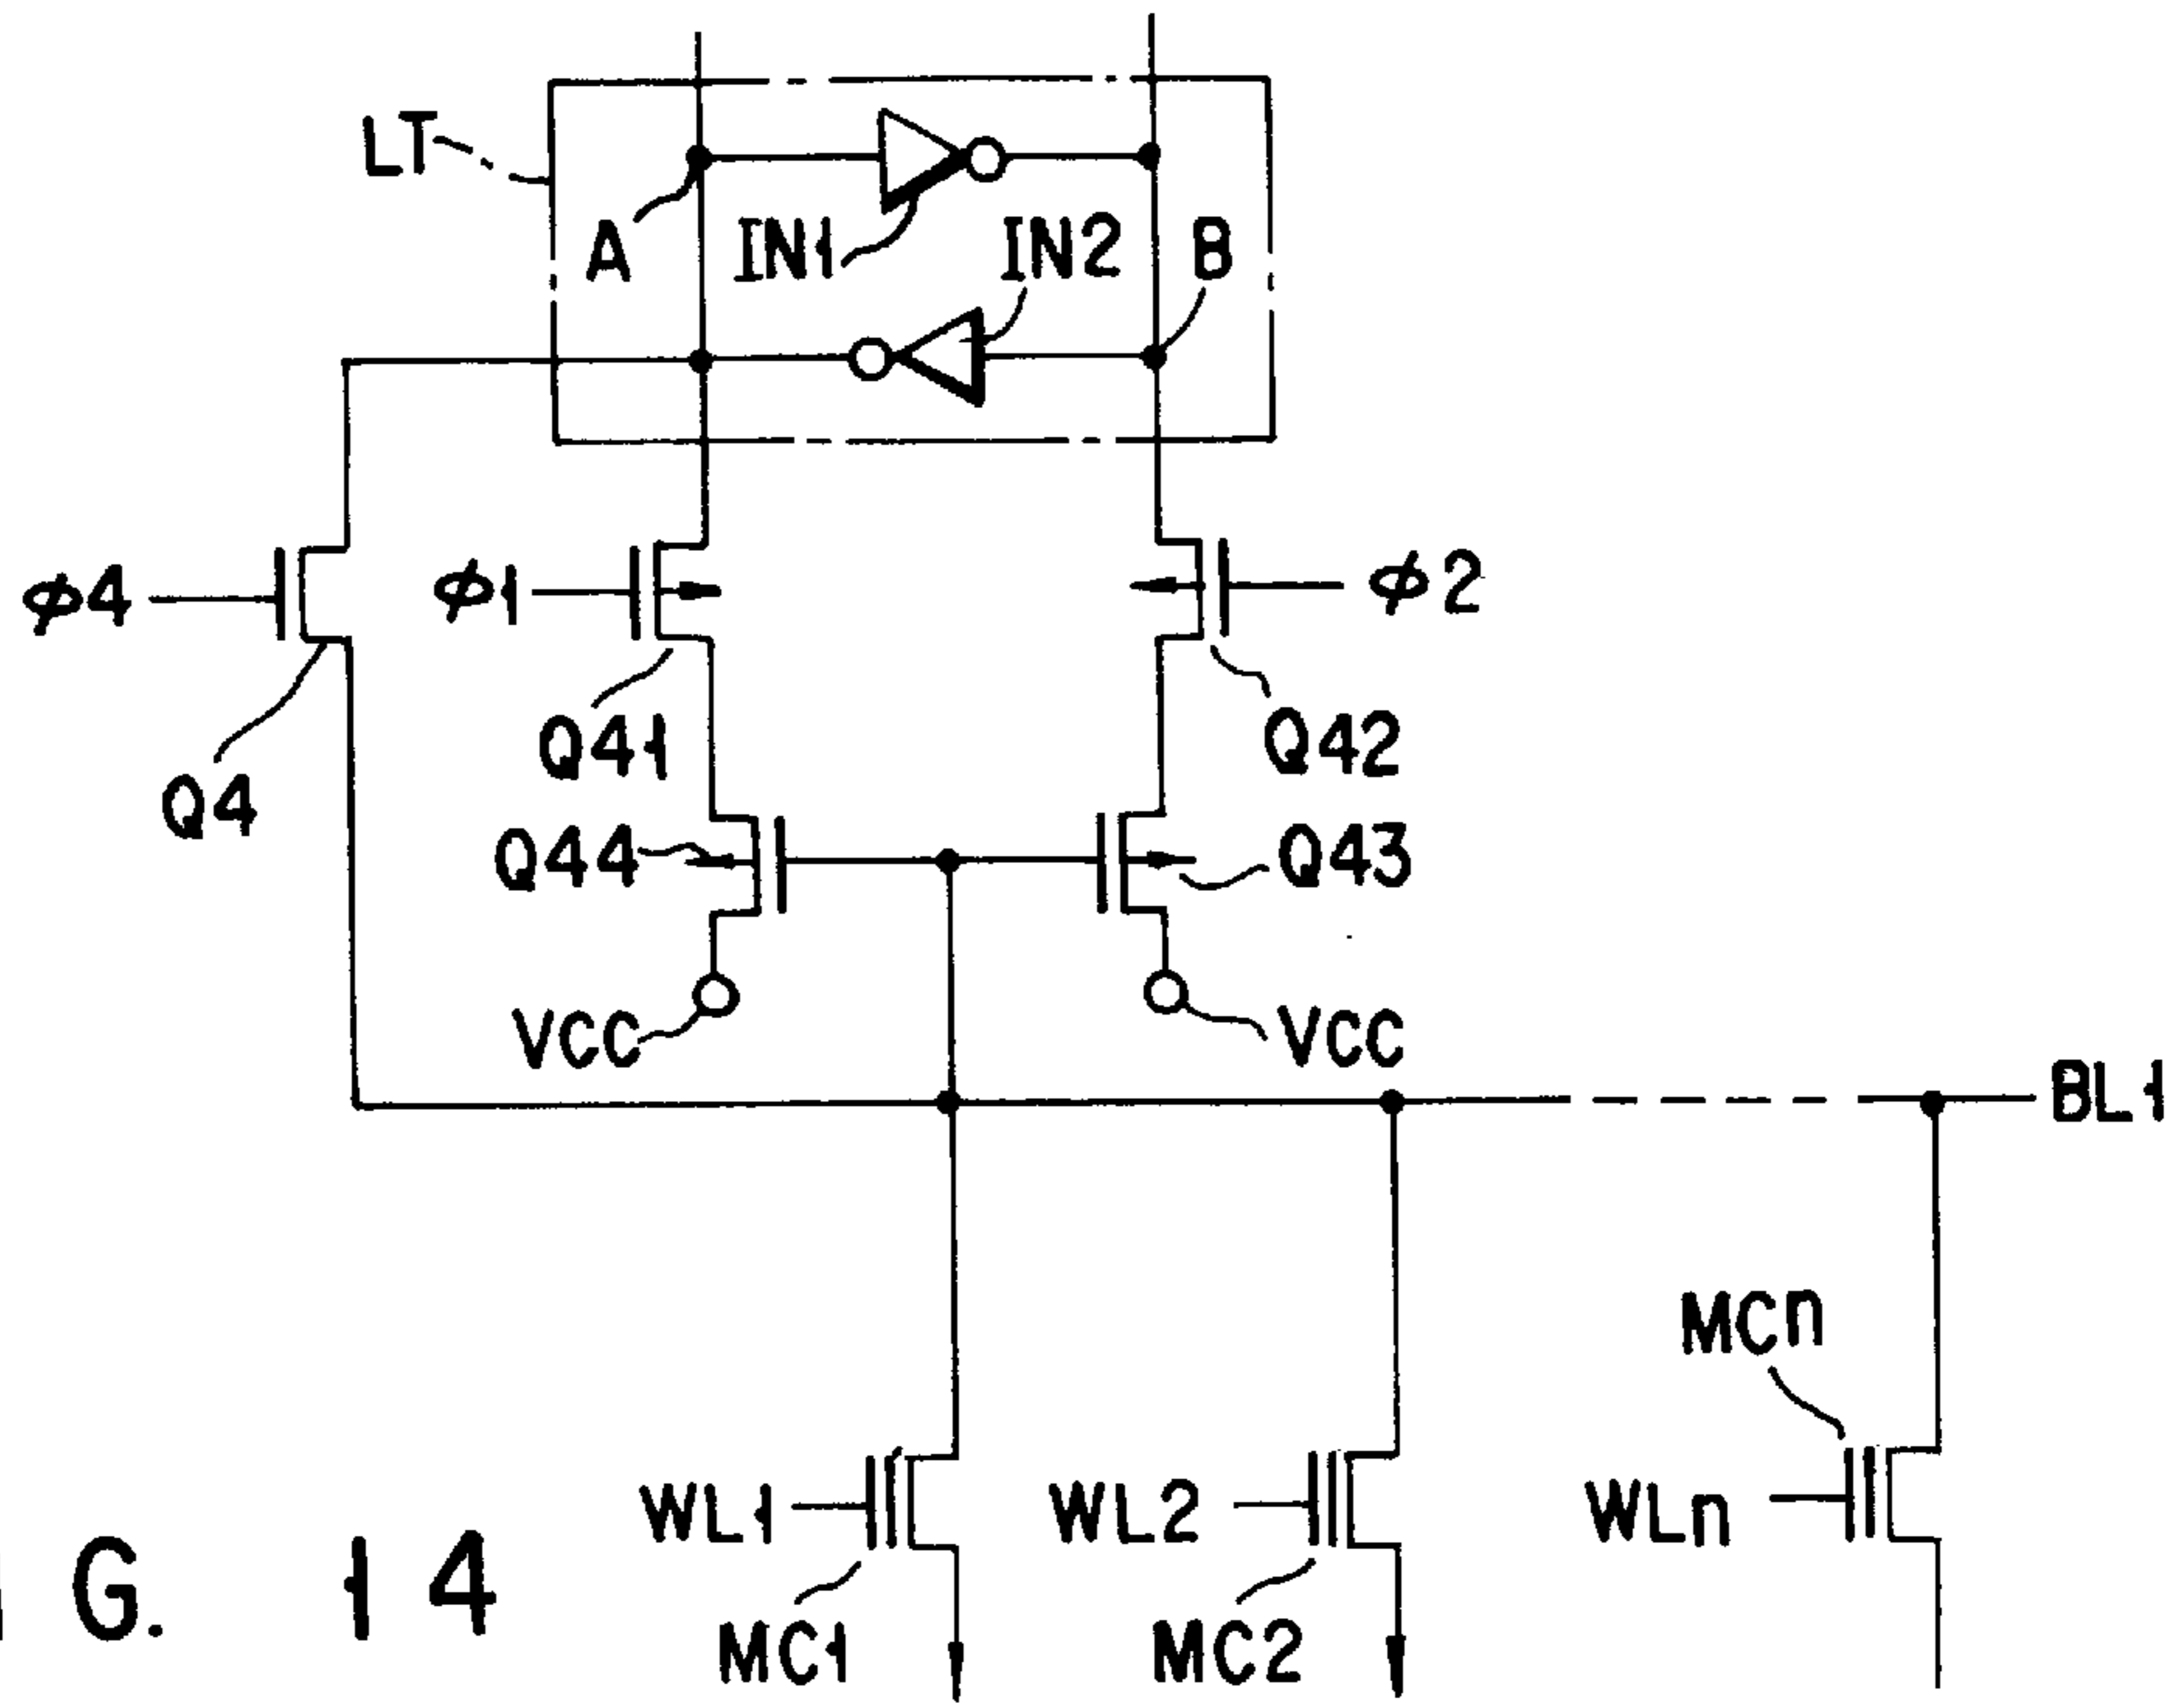 LT
A
IN1
IN2
B
φ4
φ1
φ2
Q41
Q42
Q4
Q44
Q43
VCC
VCC
BL1
MCn
WL1
WL2
WLn
MC1
MC2
G. 14